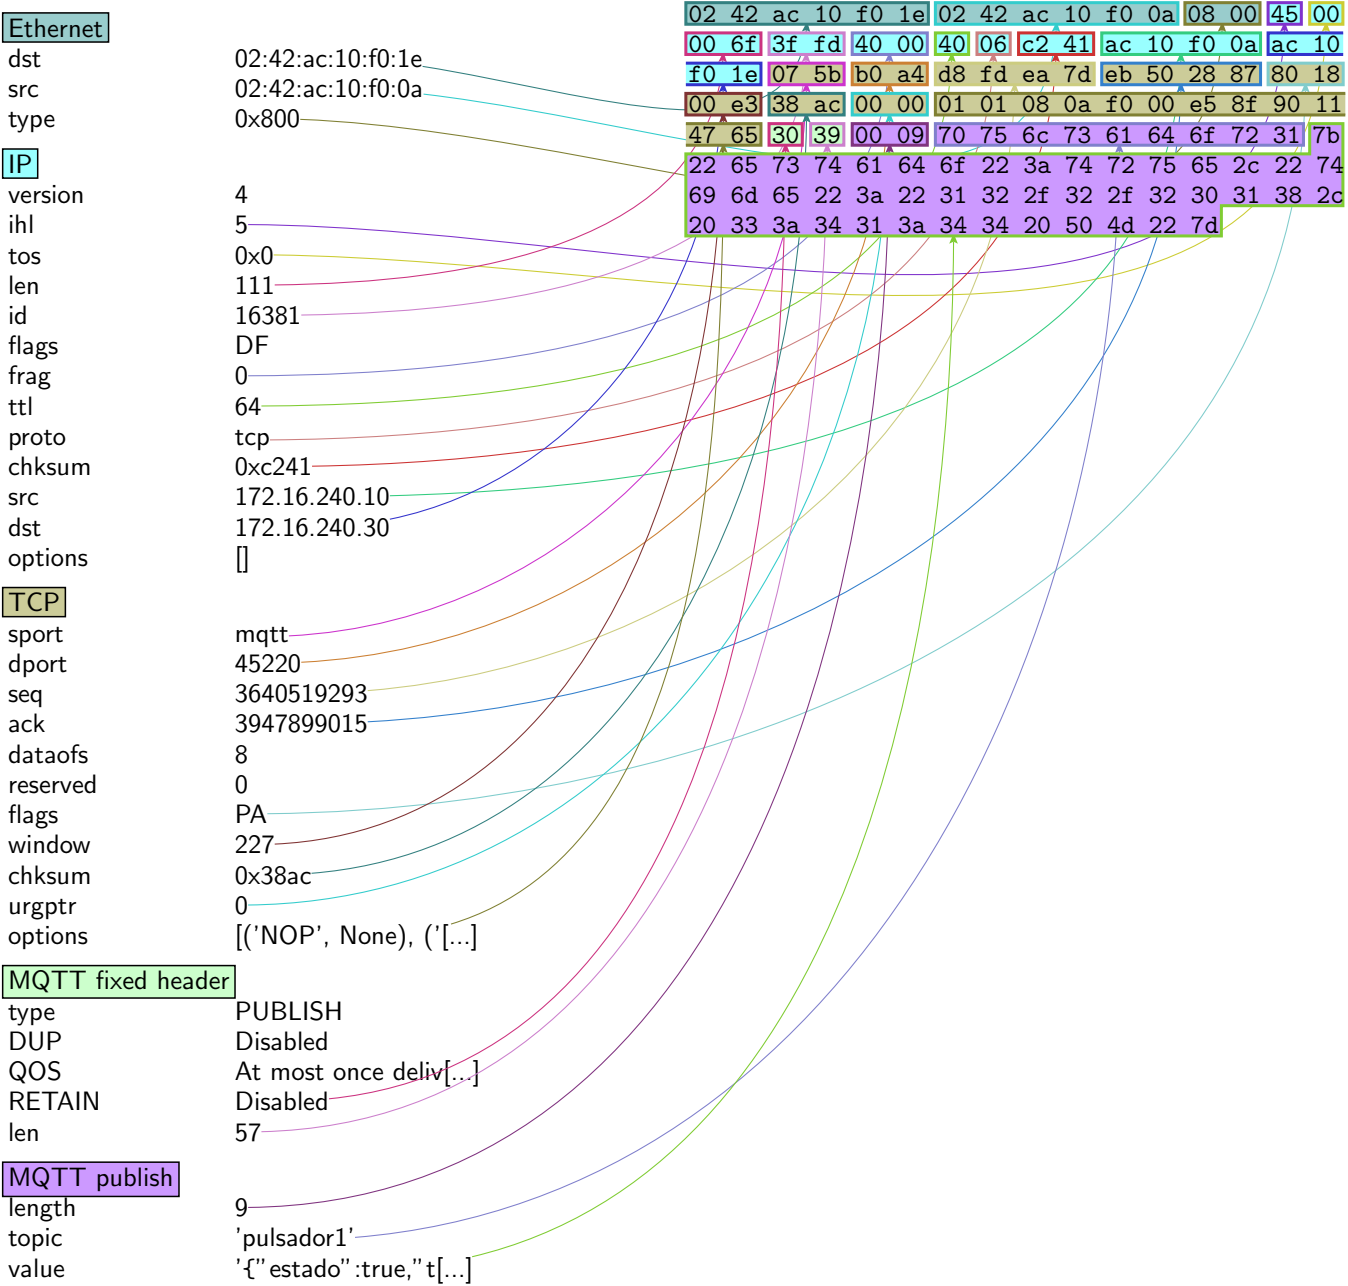 Ethernet
dst 02:42:ac:10:f0:1e
src 02:42:ac:10:f0:0a
type 0x800
IP
version 4
ihl 5
tos 0x0
len 111
id 16381
flags DF
frag 0
ttl 64
proto tcp
chksum 0xc241
src 172.16.240.10
dst 172.16.240.30
options []
TCP
sport mqtt
dport 45220
seq 3640519293
ack 3947899015
dataofs 8
reserved 0
flags PA
window 227
chksum 0x38ac
urgptr 0
options [('NOP', None), ('[...]
MQTT fixed header
type PUBLISH
DUP Disabled
QOS At most once deliv[...]
RETAIN Disabled
len 57
MQTT publish
length 9
topic 'pulsador1'
value '{"estado":true,"t[...]
02 42 ac 10 f0 1e 02 42 ac 10 f0 0a 08 00 45 00
00 6f 3f fd 40 00 40 06 c2 41 ac 10 f0 0a ac 10
f0 1e 07 5b b0 a4 d8 fd ea 7d eb 50 28 87 80 18
00 e3 38 ac 00 00 01 01 08 0a f0 00 e5 8f 90 11
47 65 30 39 00 09 70 75 6c 73 61 64 6f 72 31 7b
22 65 73 74 61 64 6f 22 3a 74 72 75 65 2c 22 74
69 6d 65 22 3a 22 31 32 2f 32 2f 32 30 31 38 2c
20 33 3a 34 31 3a 34 34 20 50 4d 22 7d